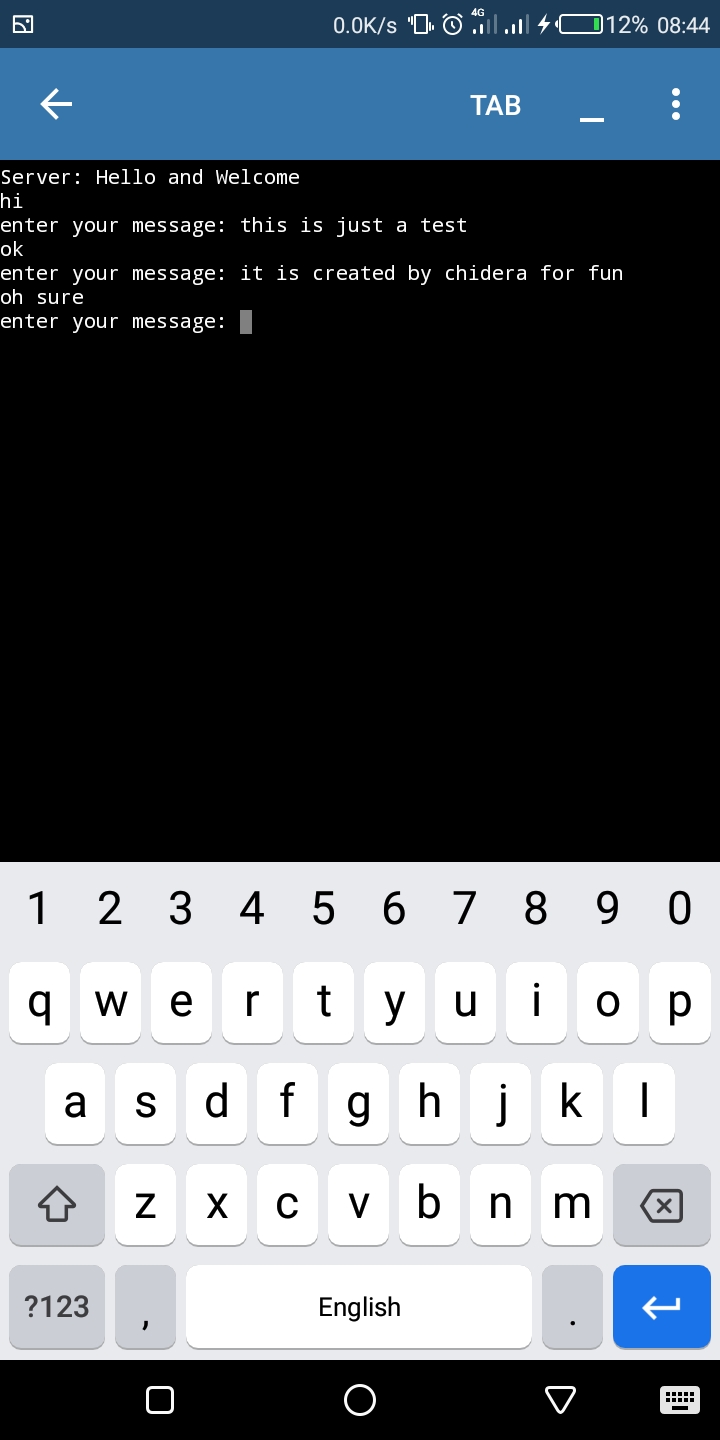 0.0K/s 4G 12% 08:44
TAB
Server: Hello and Welcome
hi
enter your message: this is just a test
ok
enter your message: it is created by chidera for fun
oh sure
enter your message:
1 2 3 4 5 6 7 8 9 0
q w e r t y u i o p
a s d f g h j k l
z x c v b n m
?123 , English .